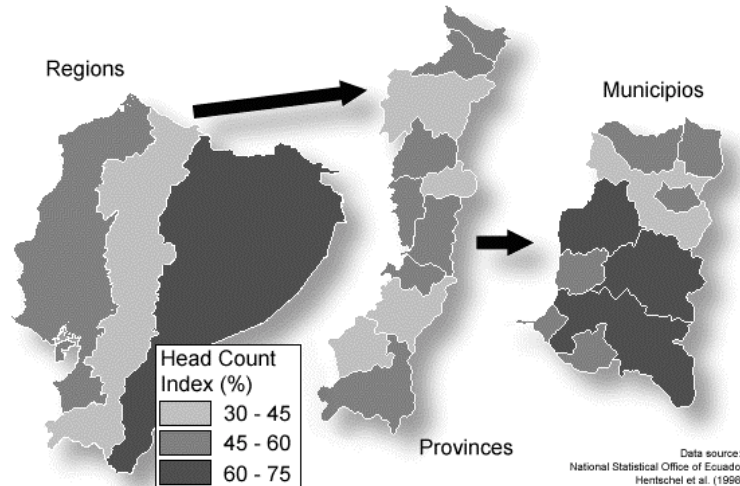 Regions
Provinces
Municipios
Head Count
Index (%)
30 - 45
45 - 60
60 - 75
Data source:
National Statistical Office of Ecuado
Hentschel et al. (1998